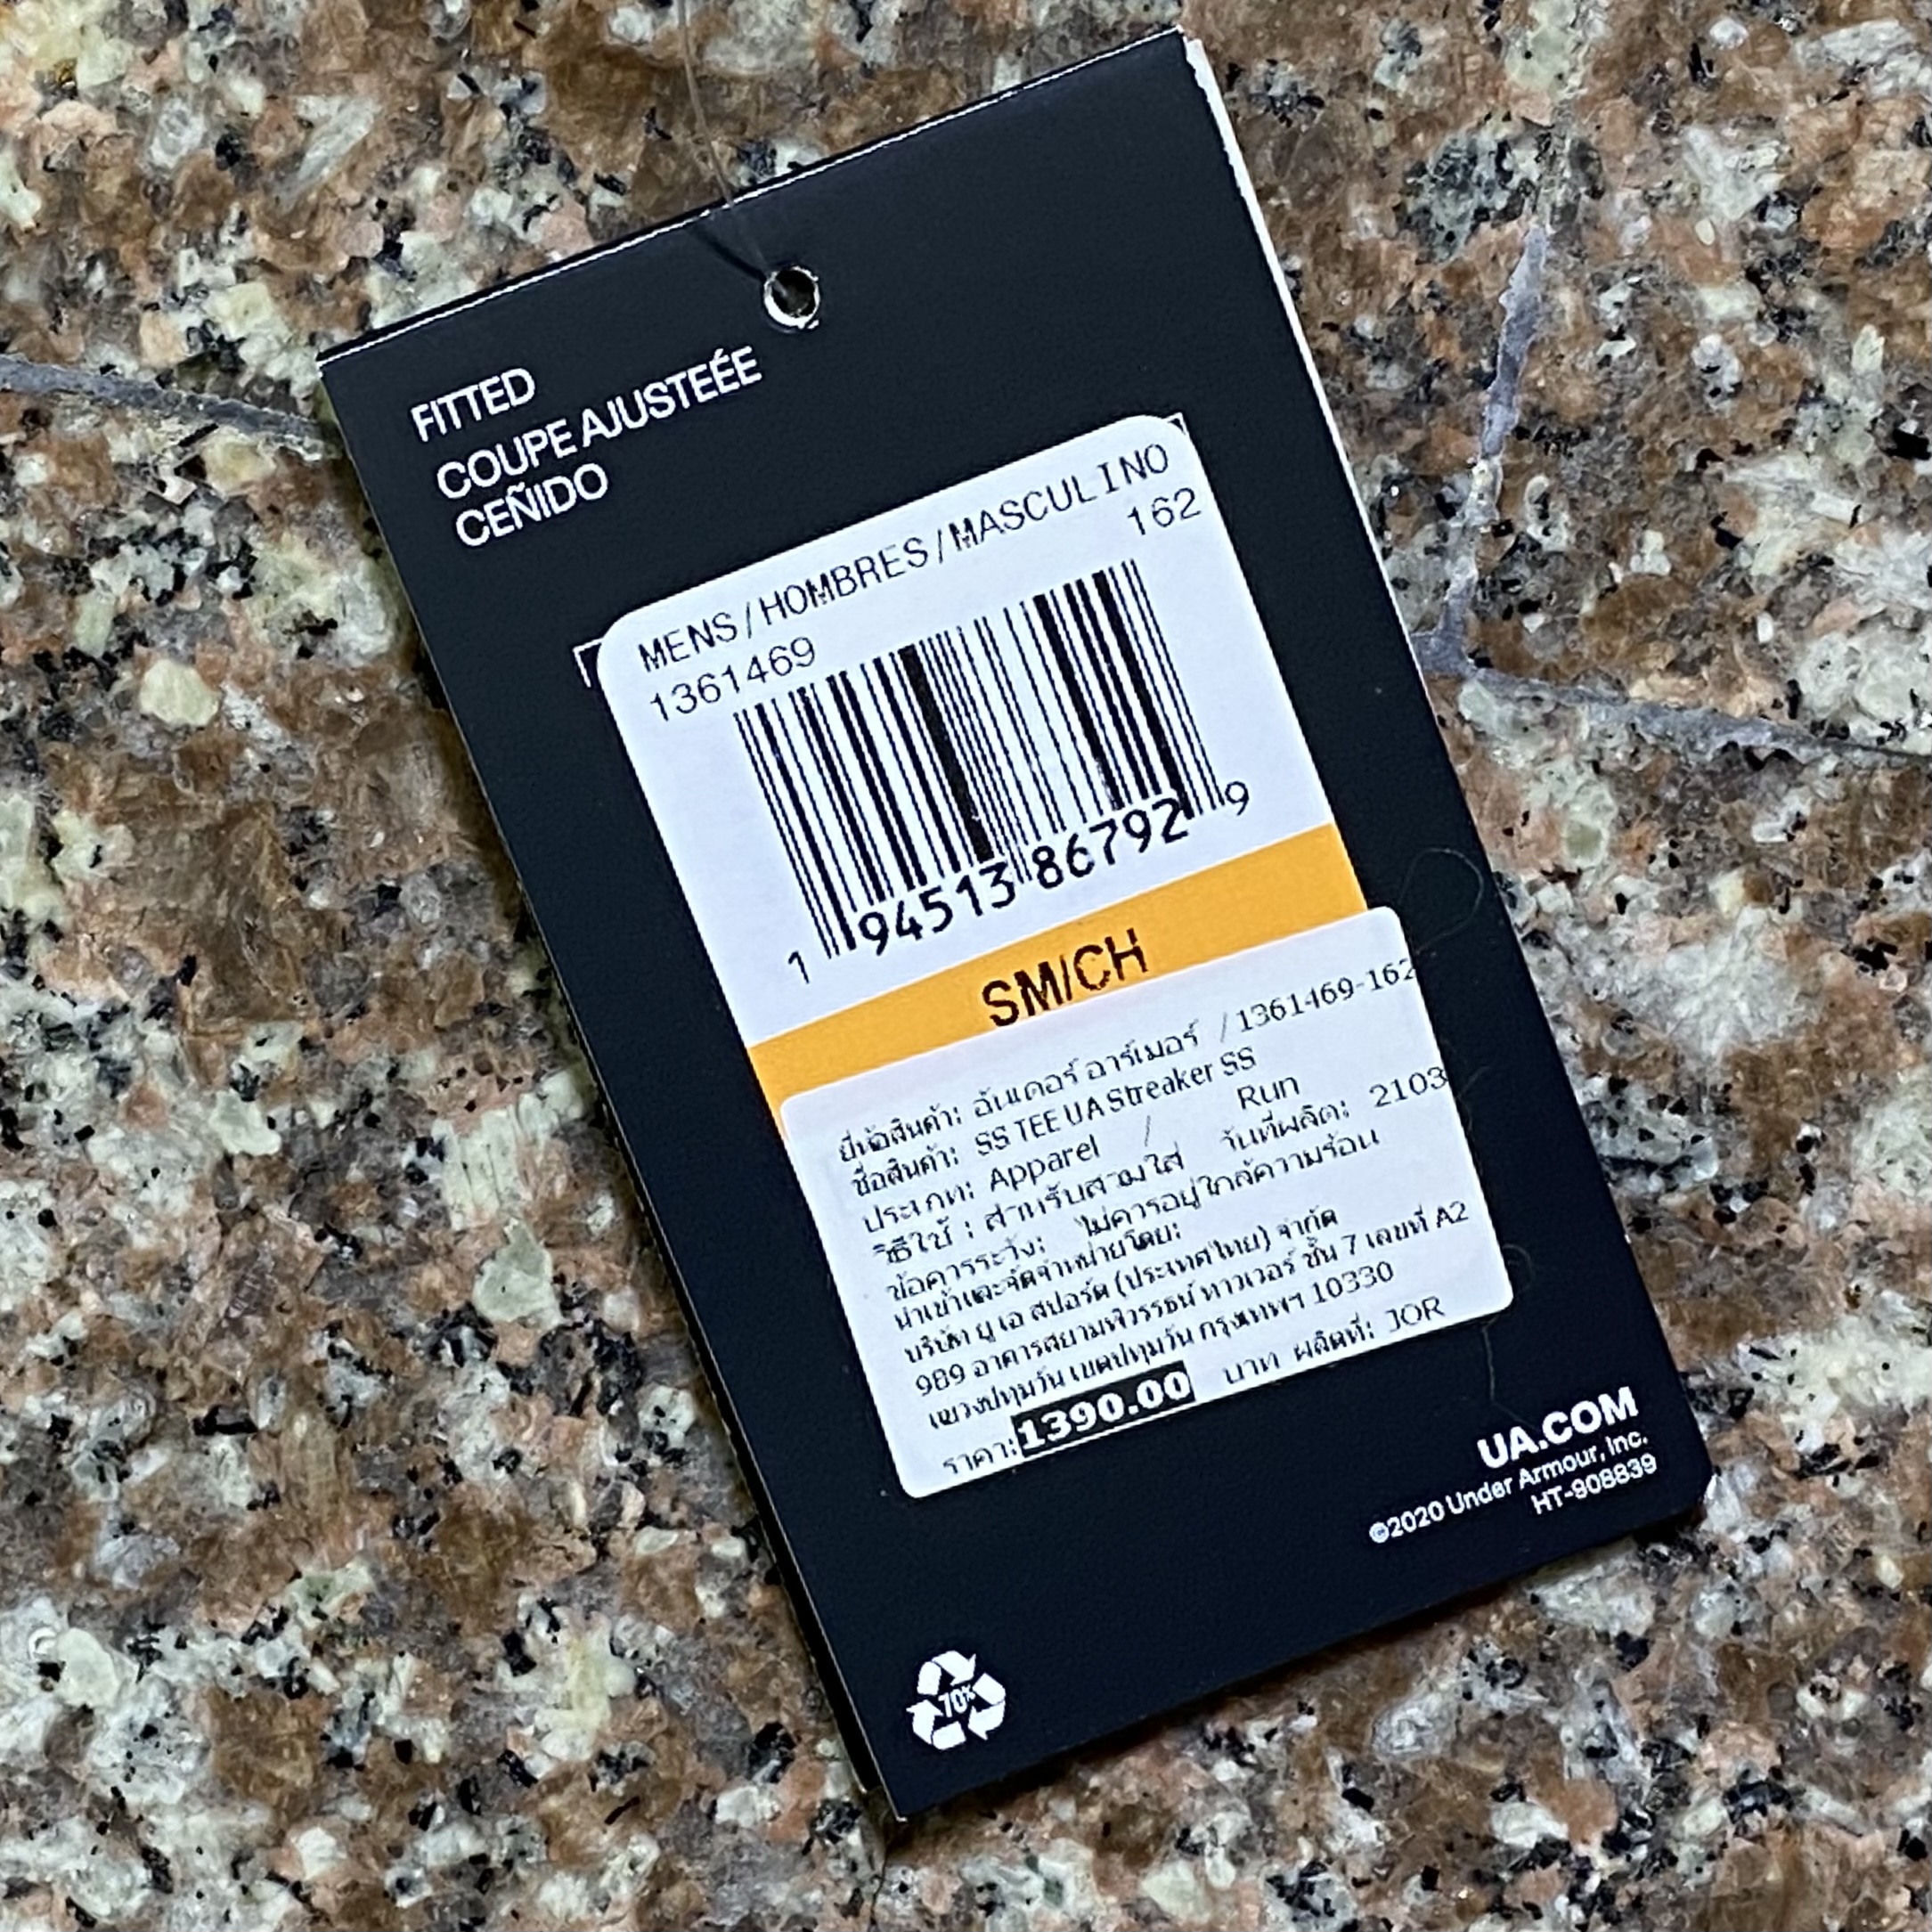 FITTED
COUPE AJUSTEÉE
CEÑIDO
MENS/HOMBRES/MASCULINO
1361469 162
1 94513 86792 9
SM/CH
ยี่ห้อสินค้า: อันเดอร์ อาร์เมอร์ / 1361469-162
ชื่อสินค้า: SS TEE UA Streaker SS
ประเภท: Apparel / Run
วิธีใช้ : สำหรับสวมใส่ วันที่ผลิต: 2103
ข้อควรระวัง: ไม่ควรอยู่ใกล้ความร้อน
นำเข้าและจัดจำหน่ายโดย:
บริษัท ยู เอ สปอร์ต (ประเทศไทย) จำกัด
989 อาคารสยามพิวรรธน์ ทาวเวอร์ ชั้น 7 เลขที่ A2
แขวงปทุมวัน เขตปทุมวัน กรุงเทพฯ 10330
ราคา: 1390.00 บาท ผลิตที่: JOR
UA.COM
©2020 Under Armour, Inc.
HT-908839
70%